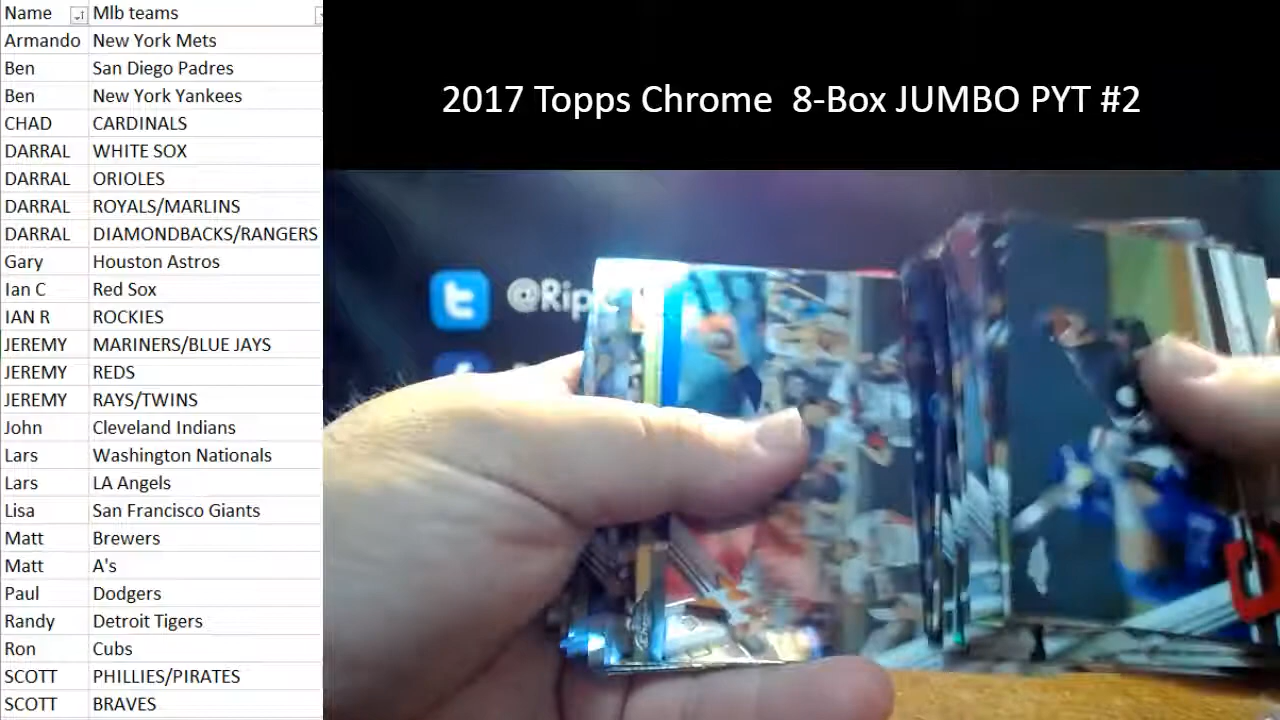 Name Mlb teams
Armando New York Mets
Ben San Diego Padres
Ben New York Yankees
CHAD CARDINALS
DARRAL WHITE SOX
DARRAL ORIOLES
DARRAL ROYALS/MARLINS
DARRAL DIAMONDBACKS/RANGERS
Gary Houston Astros
Ian C Red Sox
IAN R ROCKIES
JEREMY MARINERS/BLUE JAYS
JEREMY REDS
JEREMY RAYS/TWINS
John Cleveland Indians
Lars Washington Nationals
Lars LA Angels
Lisa San Francisco Giants
Matt Brewers
Matt A's
Paul Dodgers
Randy Detroit Tigers
Ron Cubs
SCOTT PHILLIES/PIRATES
SCOTT BRAVES
2017 Topps Chrome 8-Box JUMBO PYT #2